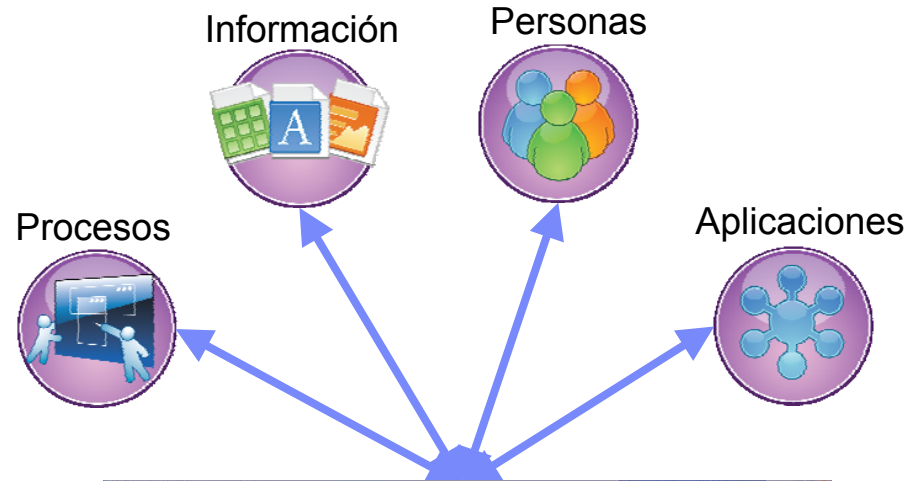 Información
Personas
Procesos
Aplicaciones
A